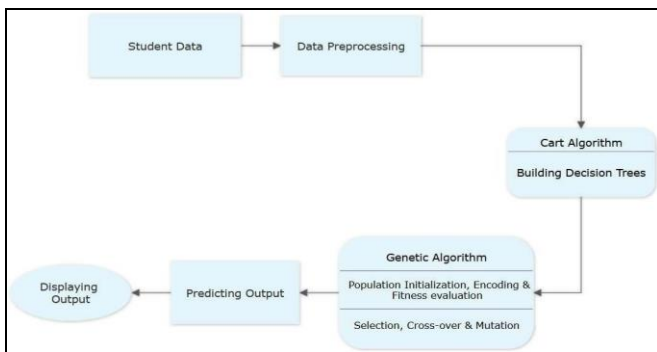 Student Data
Data Preprocessing
Cart Algorithm
Building Decision Trees
Genetic Algorithm
Population Initialization, Encoding &
Fitness evaluation
Selection, Cross-over & Mutation
Predicting Output
Displaying
Output